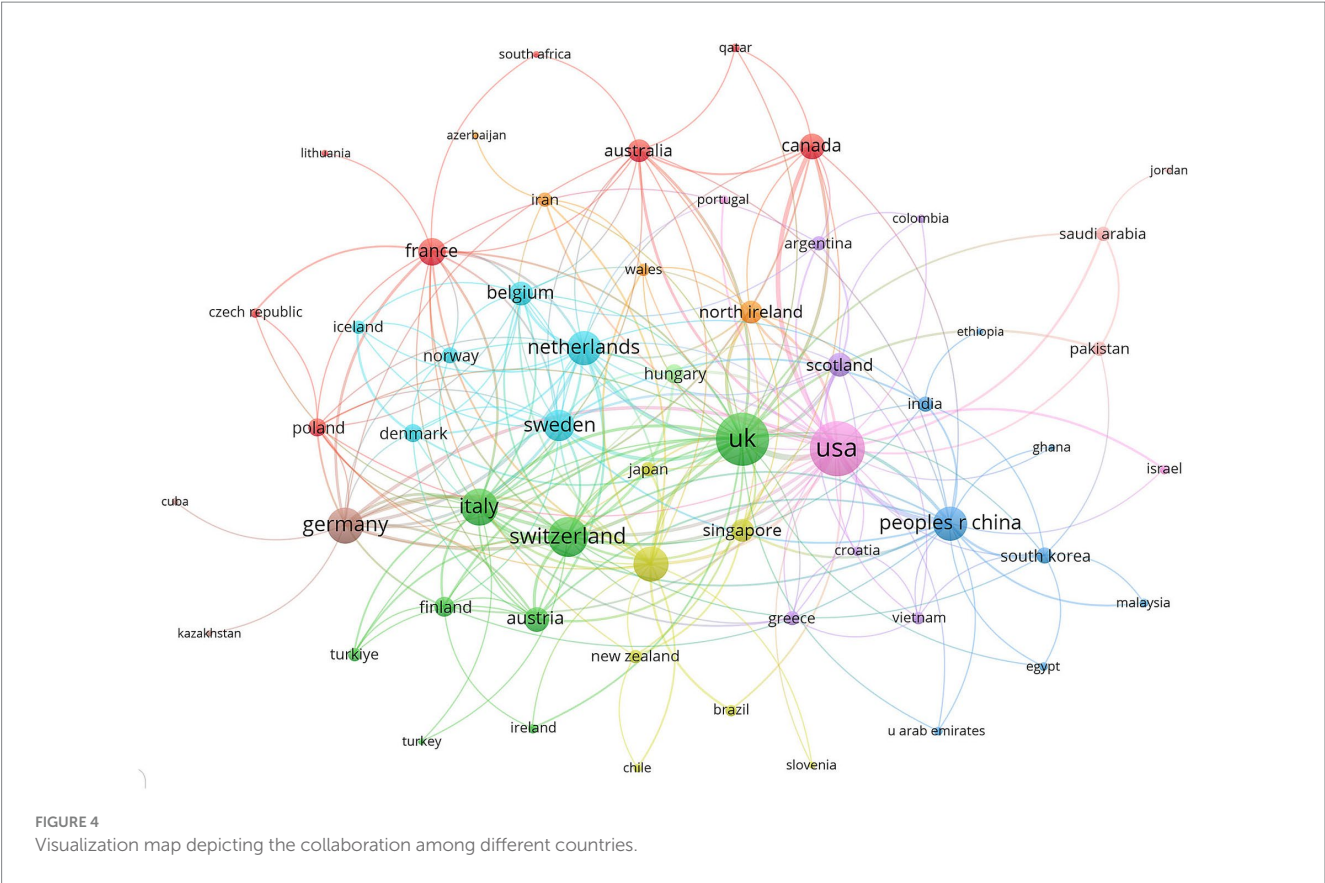 south africa
qatar
azerbaijan
lithuania
australia
canada
jordan
iran
portugal
colombia
saudi arabia
argentina
france
wales
belgium
czech republic
north ireland
iceland
ethiopia
norway
netherlands
pakistan
scotland
hungary
india
poland
denmark
sweden
uk
usa
ghana
israel
japan
cuba
italy
germany
peoples r china
singapore
switzerland
croatia
south korea
malaysia
finland
austria
greece
vietnam
kazakhstan
turkiye
new zealand
egypt
brazil
ireland
u arab emirates
turkey
chile
slovenia
FIGURE 4
Visualization map depicting the collaboration among different countries.